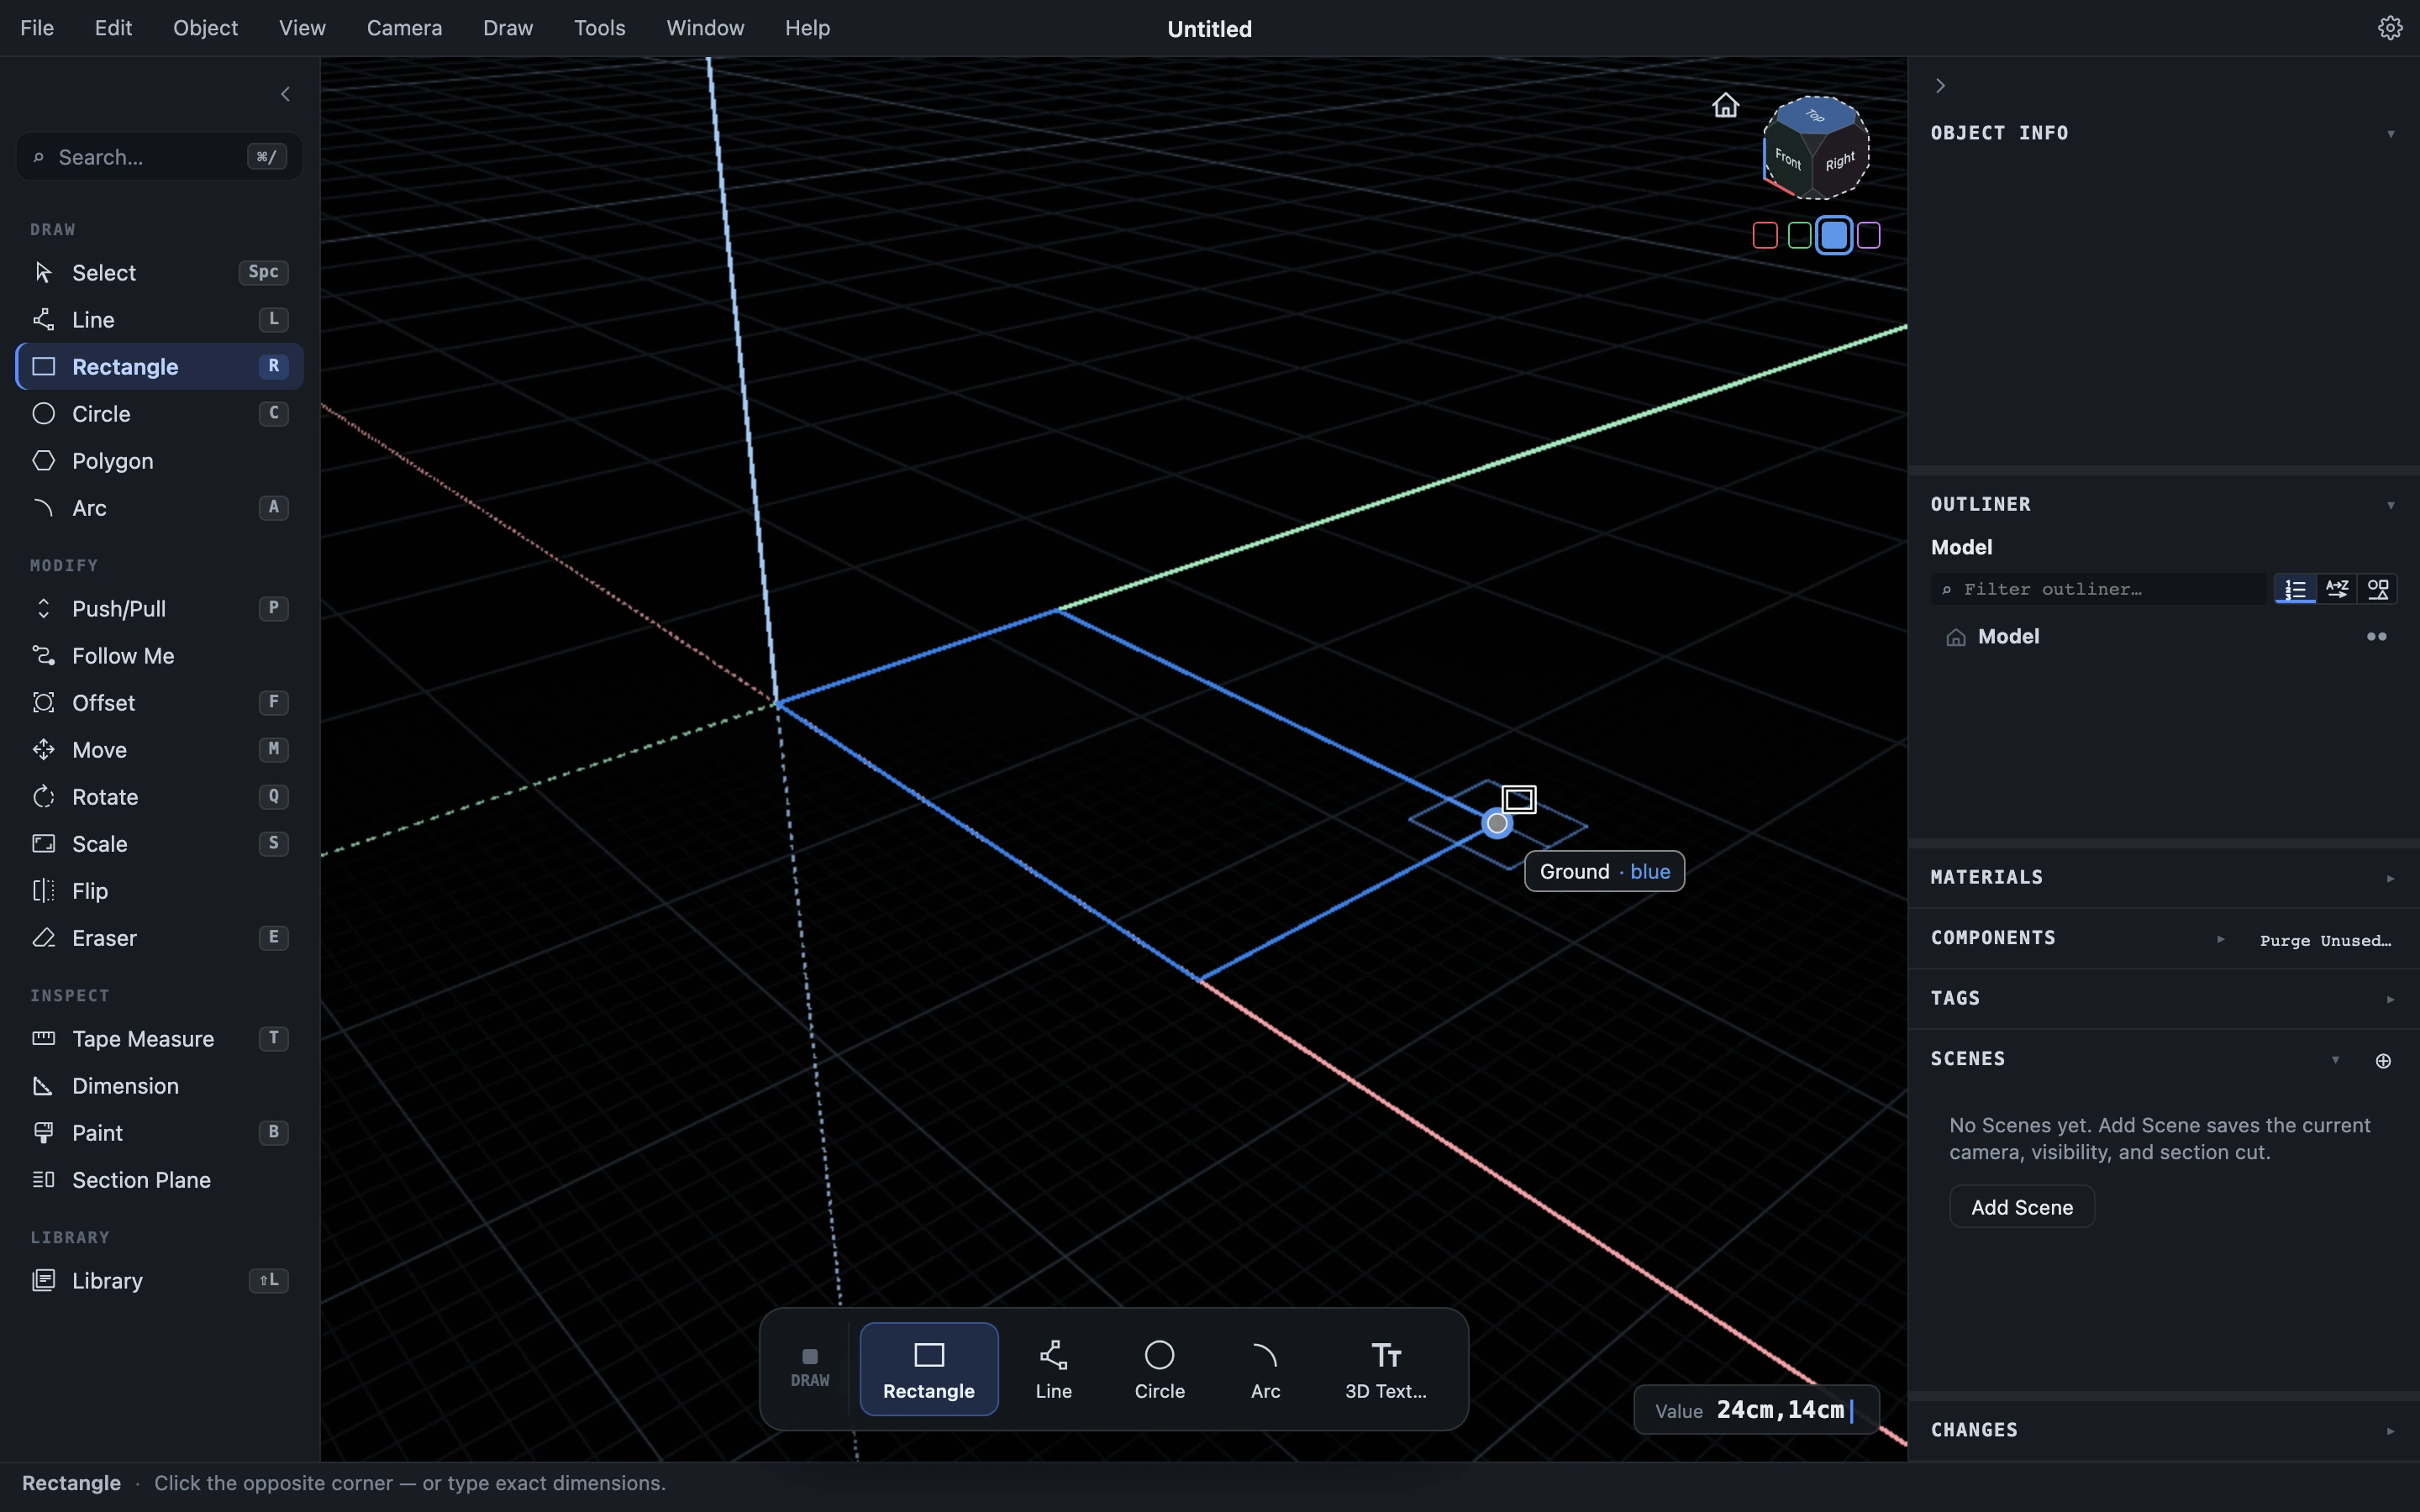 File Edit Object View Camera Draw Tools Window Help
Untitled
Search... ⌘/
DRAW
Select Spc
Line L
Rectangle R
Circle C
Polygon
Arc A
MODIFY
Push/Pull P
Follow Me
Offset F
Move M
Rotate Q
Scale S
Flip
Eraser E
INSPECT
Tape Measure T
Dimension
Paint B
Section Plane
LIBRARY
Library ⇧L
Top
Front
Right
Ground · blue
DRAW
Rectangle
Line
Circle
Arc
3D Text...
Value 24cm,14cm
OBJECT INFO
OUTLINER
Model
Filter outliner…
A→Z
Model
MATERIALS
COMPONENTS Purge Unused…
TAGS
SCENES
No Scenes yet. Add Scene saves the current
camera, visibility, and section cut.
Add Scene
CHANGES
Rectangle · Click the opposite corner — or type exact dimensions.